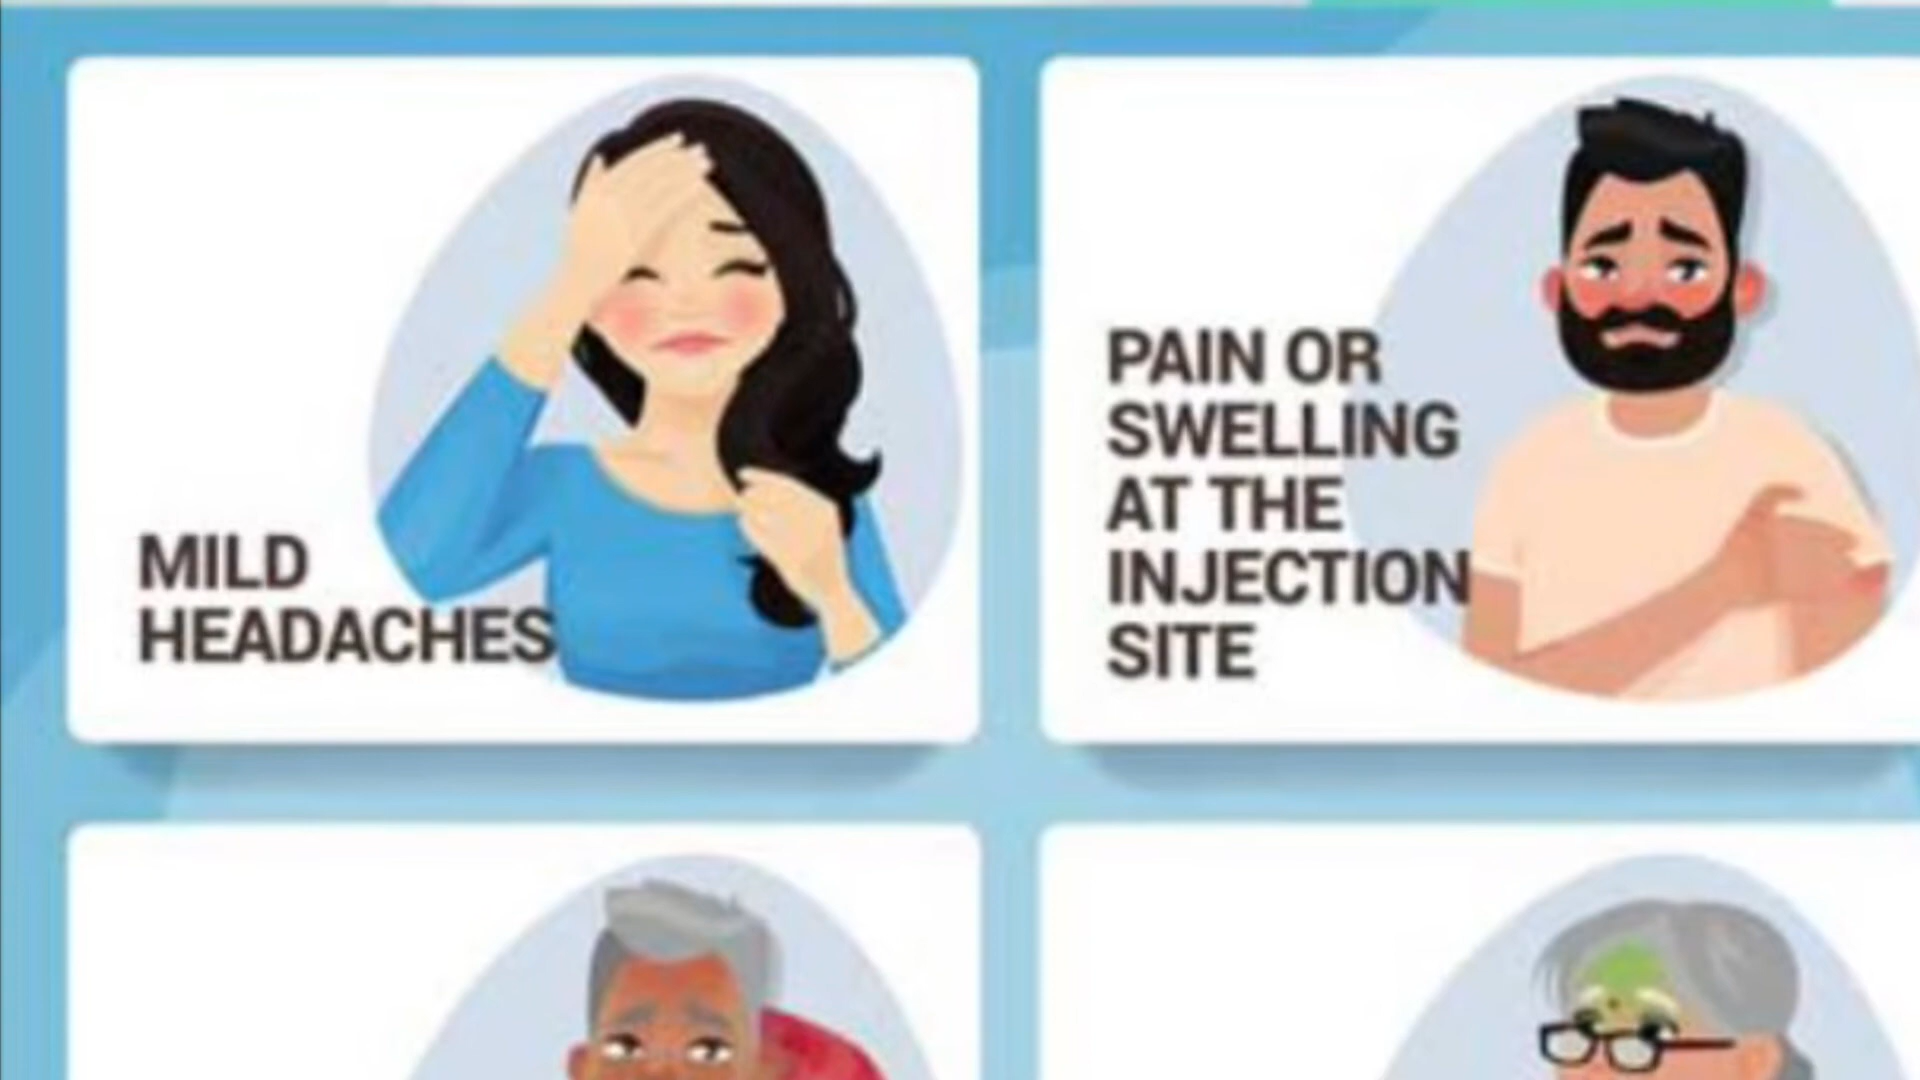 MILD
HEADACHES
PAIN OR
SWELLING
AT THE
INJECTION
SITE